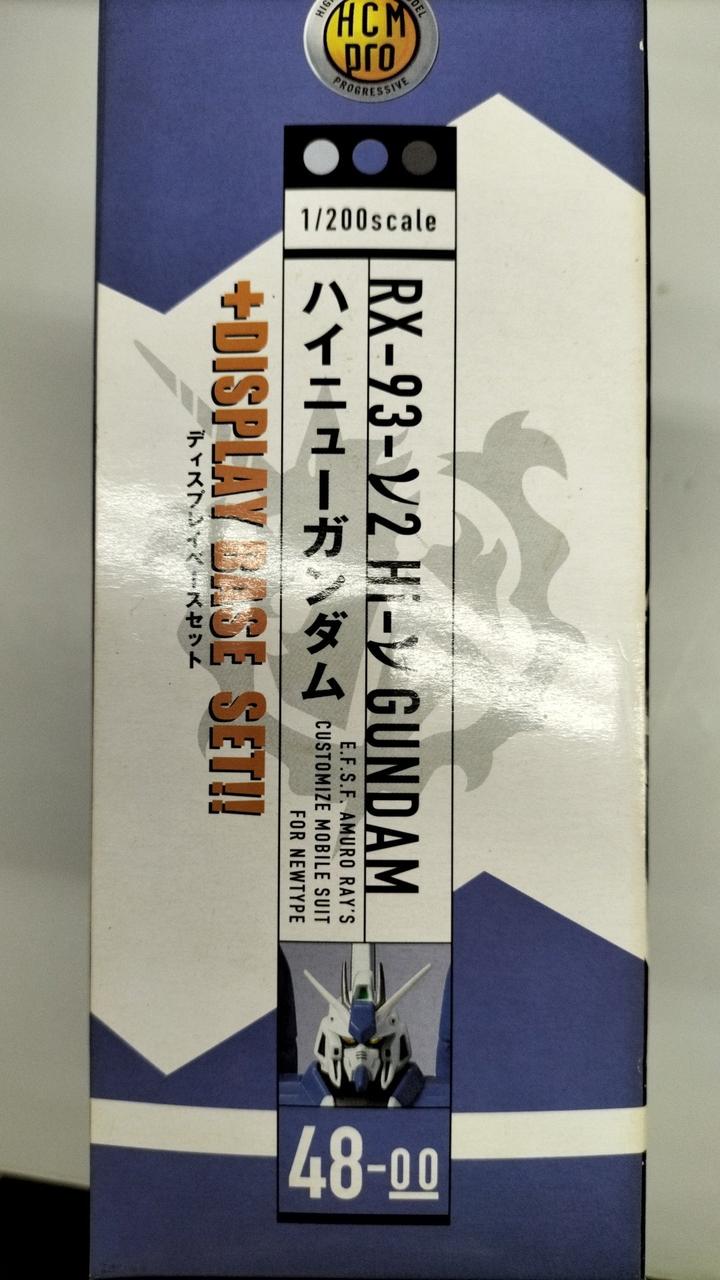 HCM
pro
PROGRESSIVE
1/200scale
RX-93-ν2 Hi-ν GUNDAM
ハイニューガンダム
E.F.S.F. AMURO RAY'S
CUSTOMIZE MOBILE SUIT
FOR NEWTYPE
+DISPLAY BASE SET!!
ディスプレイベースセット
48-00